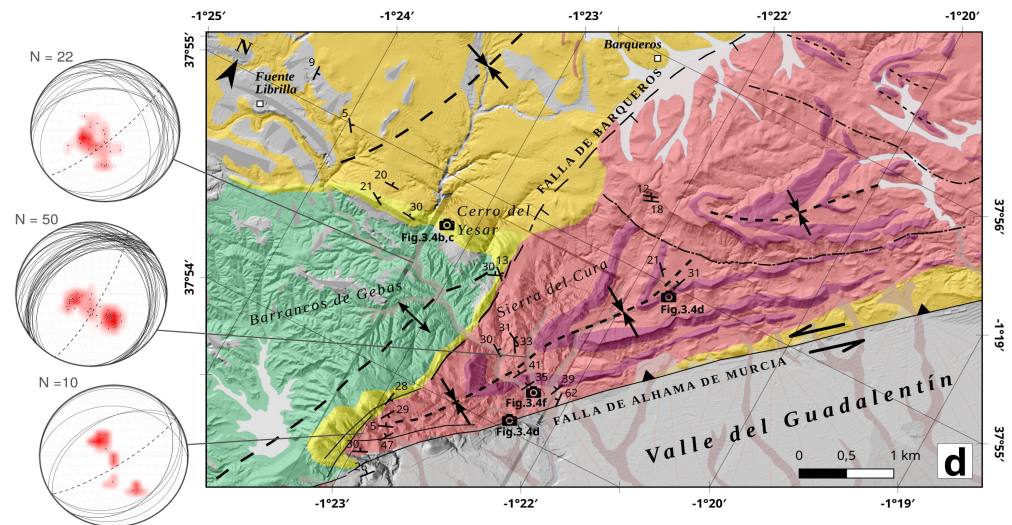 -1°25'
-1°24'
-1°23'
-1°22'
-1°20'
37°55'
N
Fuente
Librilla
9
Barqueros
N = 22
5
FALLA DE BARQUEROS
20
21
30
Cerro del
Yesar
Fig.3.4b,c
12
18
37°56'
N = 50
37°54'
30
13
21
31
Fig.3.4d
Sierra del Cura
Barrancos de Gebas
-1°19'
31
30
33
41
35
39
62
Fig.3.4f
FALLA DE ALHAMA DE MURCIA
N =10
28
29
5
Fig.3.4d
30
47
26
Valle del Guadalentín
37°55'
0
0,5
1 km
d
-1°23'
-1°22'
-1°20'
-1°19'